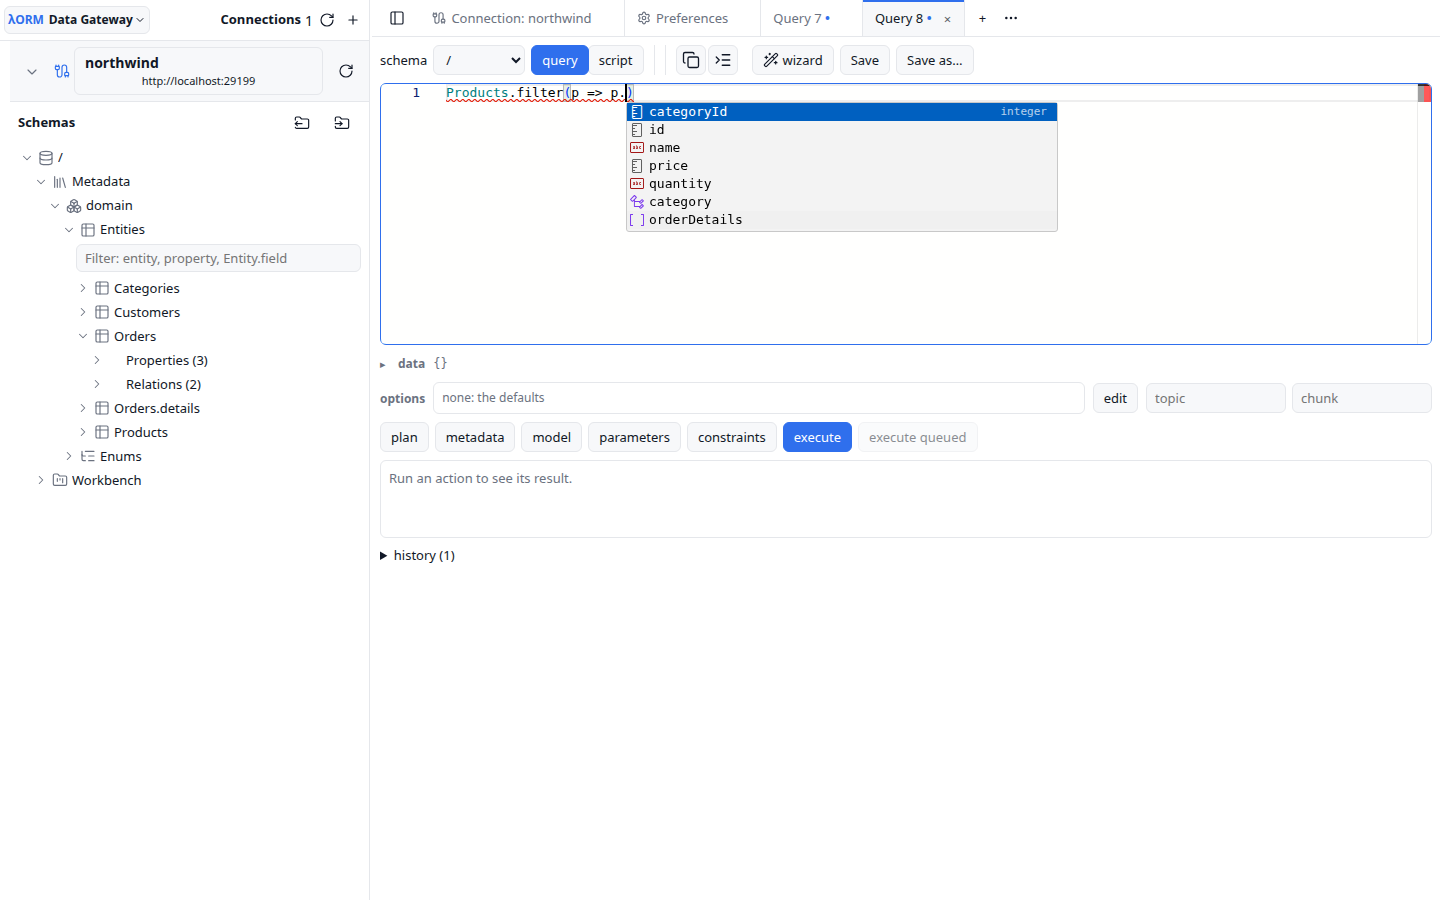 λORM Data Gateway
Connections 1
Connection: northwind
Preferences
Query 7
Query 8
northwind
http://localhost:29199
schema
/
query
script
wizard
Save
Save as...
1
Products.filter(p => p.)
categoryId
integer
id
name
price
quantity
category
orderDetails
Schemas
/
Metadata
domain
Entities
Filter: entity, property, Entity.field
Categories
Customers
Orders
Properties (3)
Relations (2)
Orders.details
Products
Enums
Workbench
data {}
options
none: the defaults
edit
topic
chunk
plan
metadata
model
parameters
constraints
execute
execute queued
Run an action to see its result.
history (1)